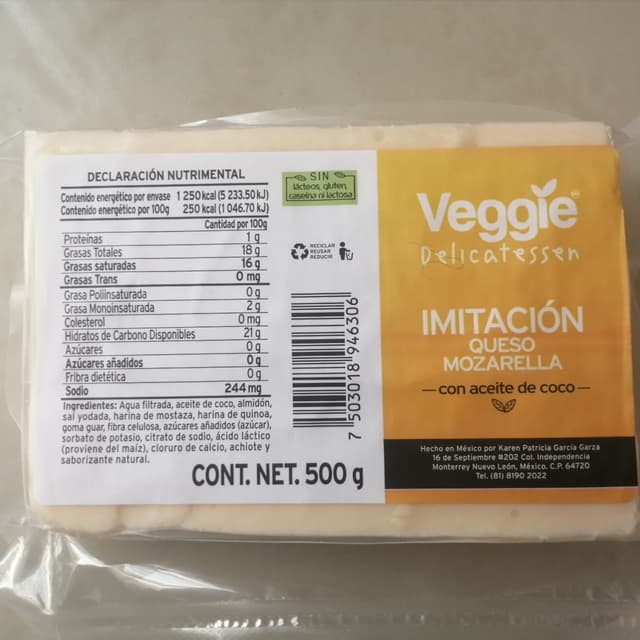 DECLARACIÓN NUTRIMENTAL
Contenido energético por envase 1 250 kcal (5 233.50 kJ)
Contenido energético por 100g 250 kcal (1 046.70 kJ)
Cantidad por 100g
Proteínas 1 g
Grasas Totales 18 g
Grasas saturadas 16 g
Grasas Trans 0 mg
Grasa Poliinsaturada 0 g
Grasa Monoinsaturada 2 g
Colesterol 0 mg
Hidratos de Carbono Disponibles 21 g
Azúcares 0 g
Azúcares añadidos 0 g
Fribra dietética 0 g
Sodio 244 mg
Ingredientes: Agua filtrada, aceite de coco, almidón,
sal yodada, harina de mostaza, harina de quinoa,
goma guar, fibra celulosa, azúcares añadidos (azúcar),
sorbato de potasio, citrato de sodio, ácido láctico
(proviene del maíz), cloruro de calcio, achiote y
saborizante natural.
CONT. NET. 500 g
SIN
lácteos, gluten,
caseína ni lactosa
RECICLAR
REUSAR
REDUCIR
7 503018 946306
Veggie
Delicatessen
IMITACIÓN
QUESO
MOZARELLA
con aceite de coco
Hecho en México por Karen Patricia García Garza
16 de Septiembre #202 Col. Independencia
Monterrey Nuevo León, México. C.P. 64720
Tel. (81) 8190 2022